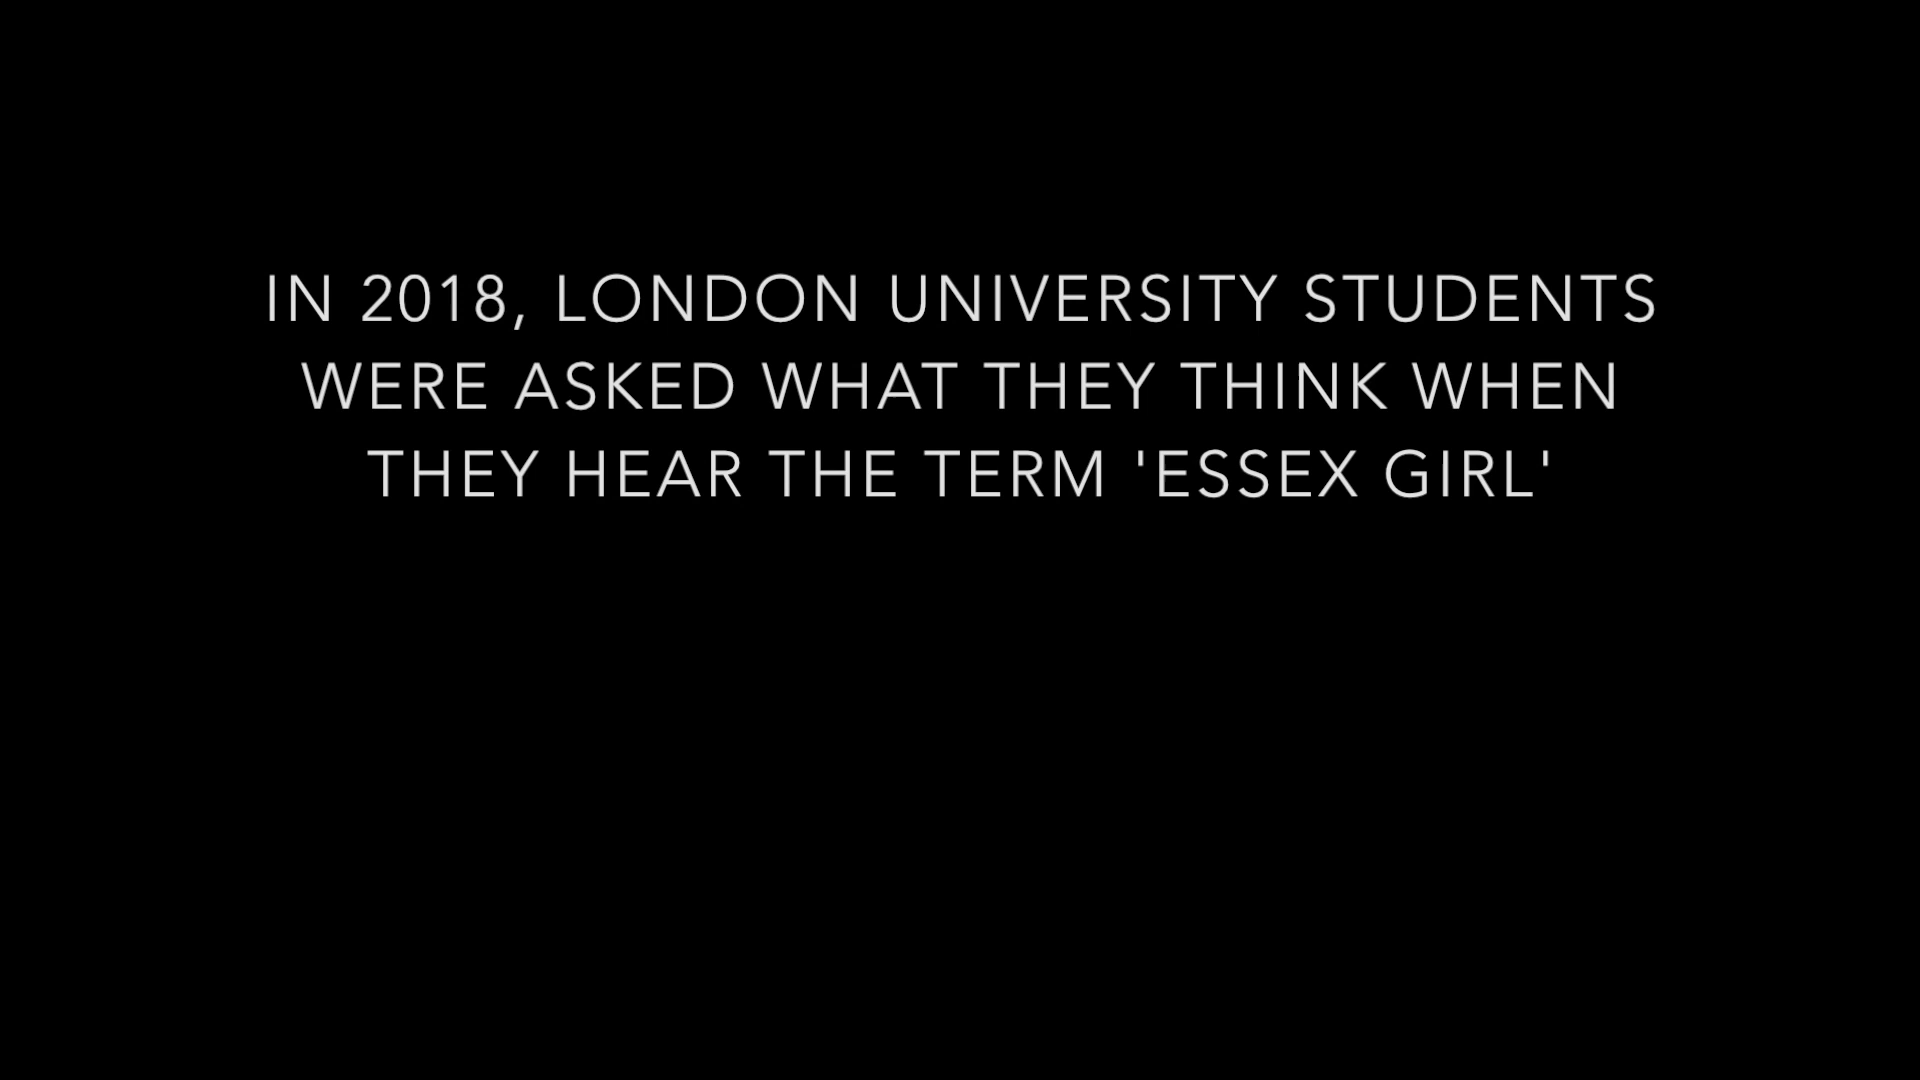 IN 2018, LONDON UNIVERSITY STUDENTS
WERE ASKED WHAT THEY THINK WHEN
THEY HEAR THE TERM 'ESSEX GIRL'